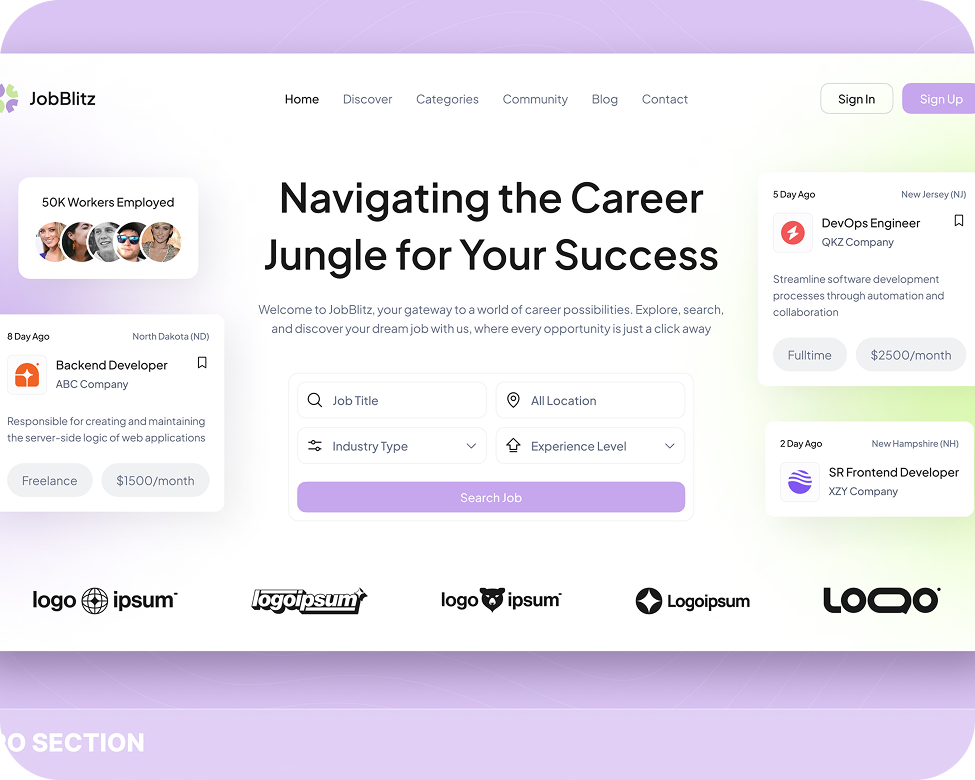 JobBlitz
Home
Discover
Categories
Community
Blog
Contact
Sign In
Sign Up
50K Workers Employed
Navigating the Career
Jungle for Your Success
Welcome to JobBlitz, your gateway to a world of career possibilities. Explore, search,
and discover your dream job with us, where every opportunity is just a click away
Job Title
All Location
Industry Type
Experience Level
Search Job
8 Day Ago
North Dakota (ND)
Backend Developer
ABC Company
Responsible for creating and maintaining
the server-side logic of web applications
Freelance
$1500/month
5 Day Ago
New Jersey (NJ)
DevOps Engineer
QKZ Company
Streamline software development
processes through automation and
collaboration
Fulltime
$2500/month
2 Day Ago
New Hampshire (NH)
SR Frontend Developer
XZY Company
logo ipsum
logoipsum
logo ipsum
Logoipsum
LOQO
SECTION